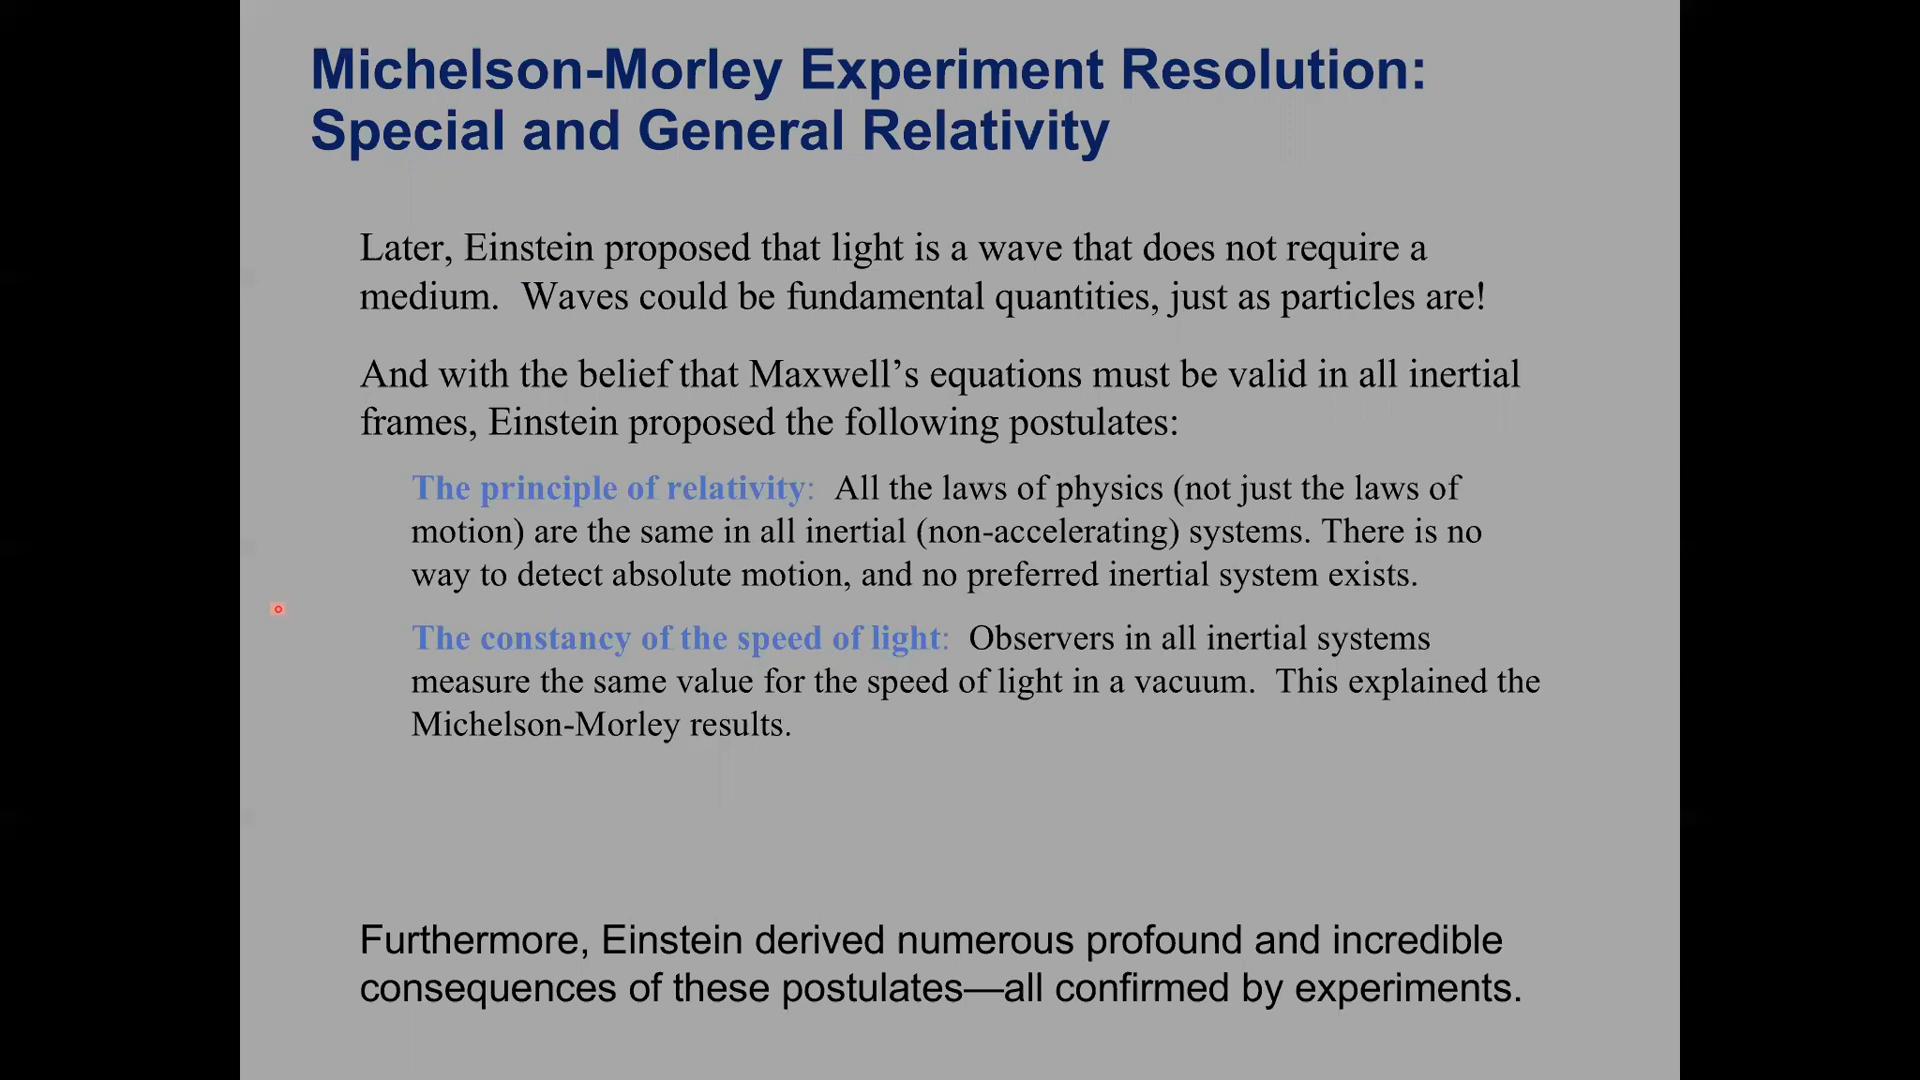 Michelson-Morley Experiment Resolution:
Special and General Relativity
Later, Einstein proposed that light is a wave that does not require a
medium.  Waves could be fundamental quantities, just as particles are!
And with the belief that Maxwell’s equations must be valid in all inertial
frames, Einstein proposed the following postulates:
The principle of relativity:  All the laws of physics (not just the laws of
motion) are the same in all inertial (non-accelerating) systems. There is no
way to detect absolute motion, and no preferred inertial system exists.
The constancy of the speed of light:  Observers in all inertial systems
measure the same value for the speed of light in a vacuum.  This explained the
Michelson-Morley results.
Furthermore, Einstein derived numerous profound and incredible
consequences of these postulates—all confirmed by experiments.